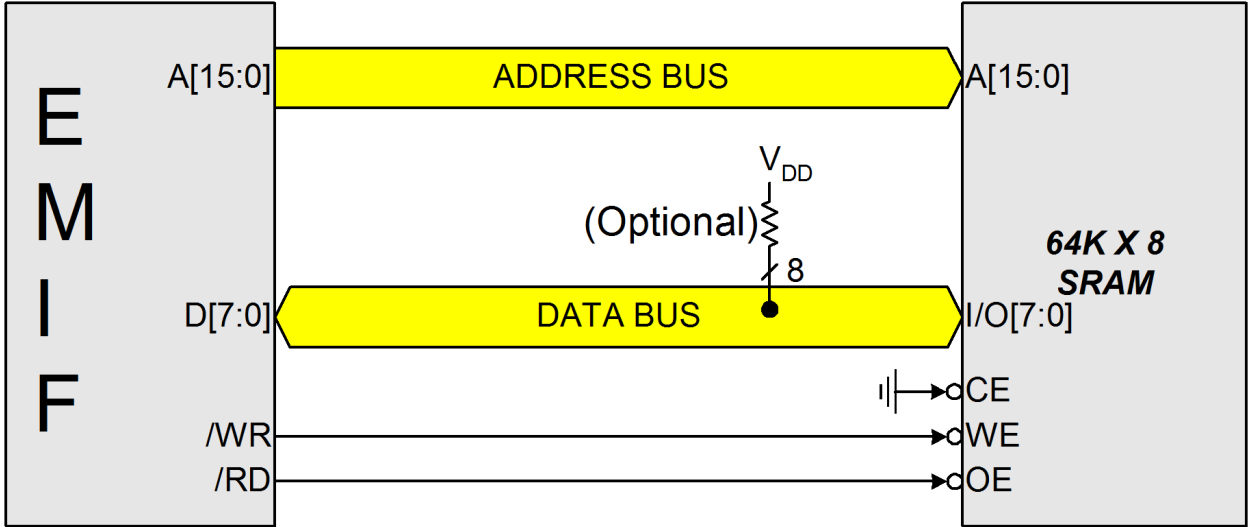 E
M
I
F
A[15:0]
ADDRESS BUS
A[15:0]
VDD
(Optional)
8
64K X 8
SRAM
D[7:0]
DATA BUS
I/O[7:0]
CE
/WR
WE
/RD
OE